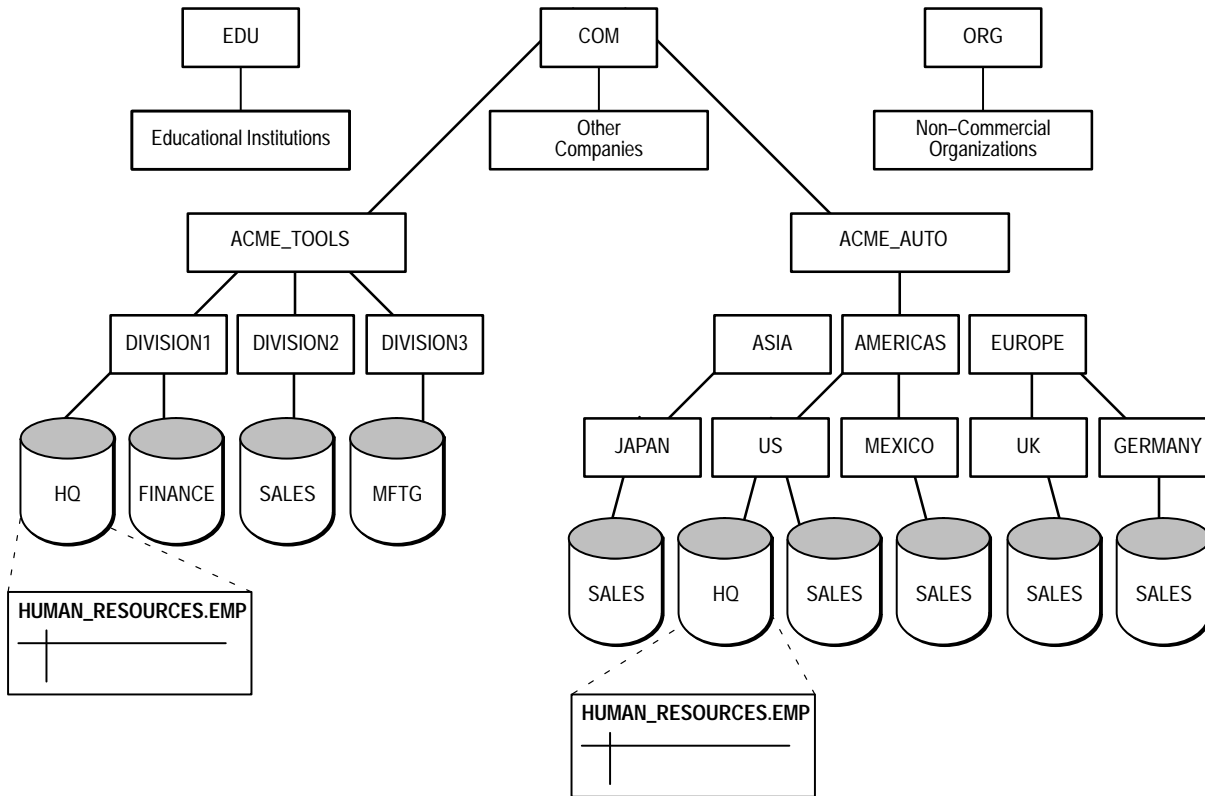 EDU
COM
ORG
Educational Institutions
Other
Companies
Non–Commercial
Organizations
ACME_TOOLS
ACME_AUTO
DIVISION1
DIVISION2
DIVISION3
ASIA
AMERICAS
EUROPE
JAPAN
US
MEXICO
UK
GERMANY
HQ
FINANCE
SALES
MFTG
SALES
HQ
SALES
SALES
SALES
SALES
HUMAN_RESOURCES.EMP
HUMAN_RESOURCES.EMP